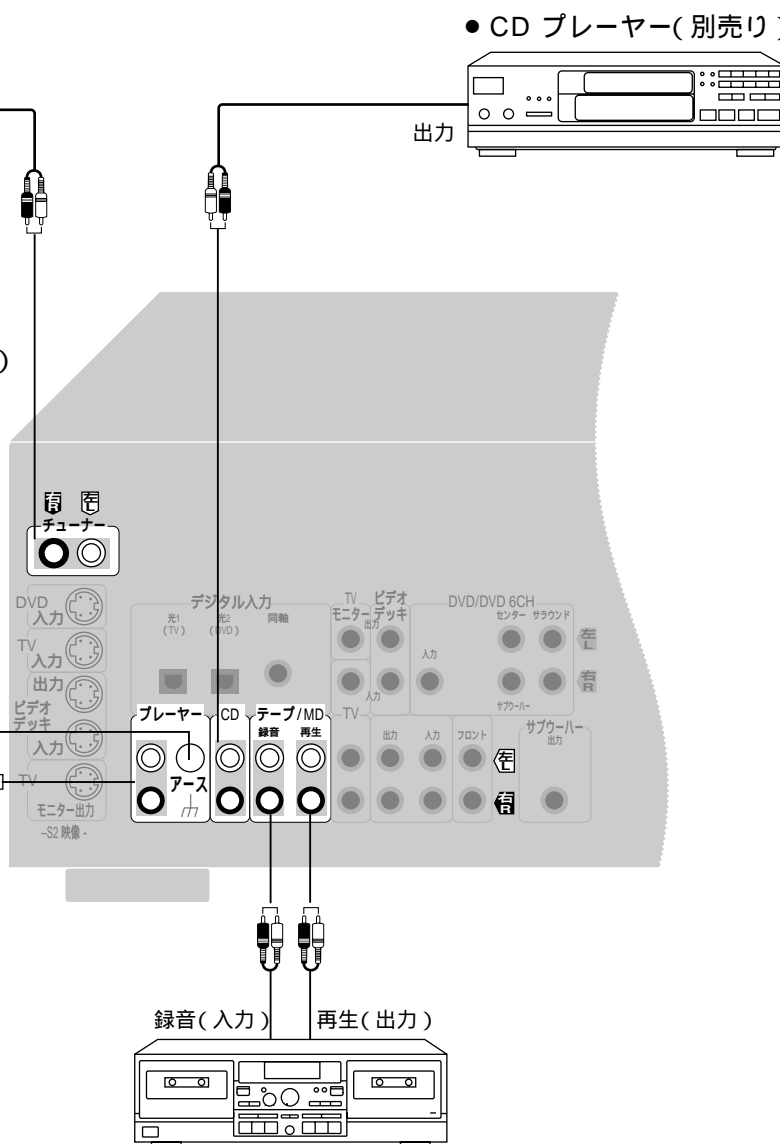 ● CD プレーヤー(別売り)
出力
)
右R 左L
チューナー
DVD
入力
TV
入力
出力
ビデオ
デッキ
入力
TV
モニター出力
–S2 映像 -
デジタル入力
光1
(TV)
光2
(DVD)
同軸
TV
モニター
出力
ビデオ
デッキ
入力
DVD/DVD 6CH
センター サラウンド
入力
サブウーハー
左L
右R
プレーヤー
アース
CD
テープ/MD
録音 再生
TV
出力 入力 フロント
左L
右R
サブウーハー
出力
録音(入力) 再生(出力)